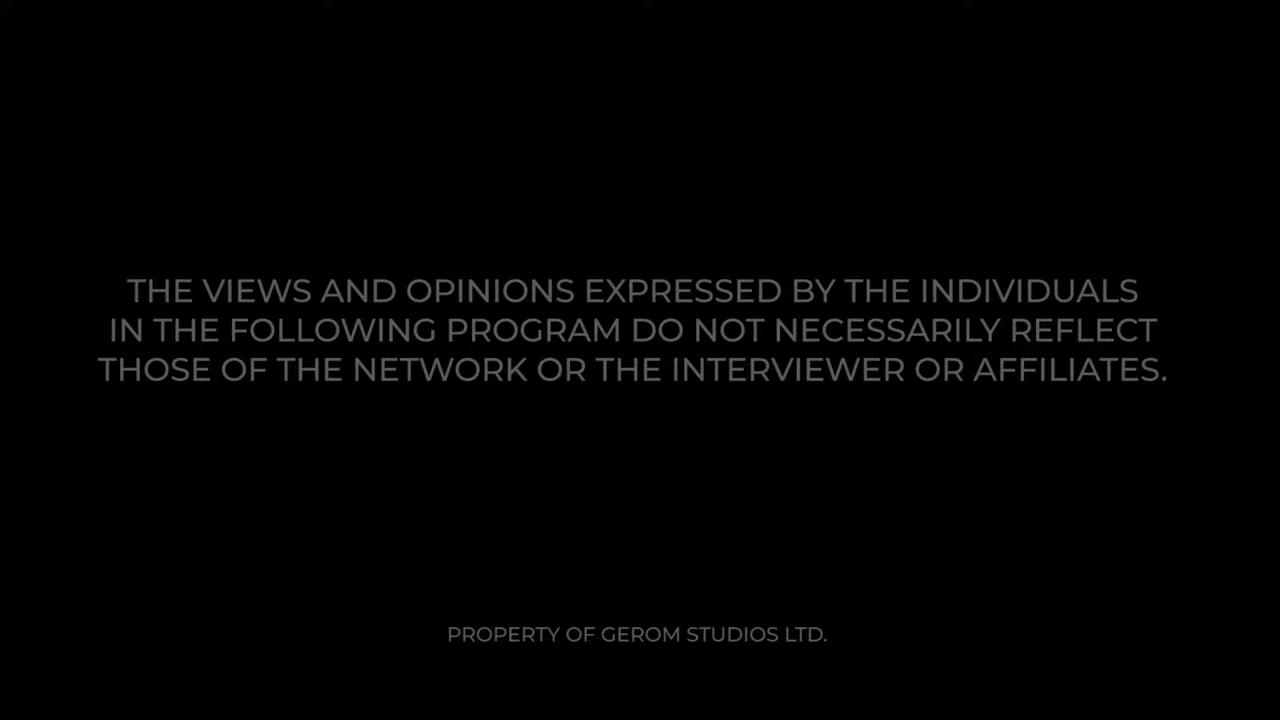 THE VIEWS AND OPINIONS EXPRESSED BY THE INDIVIDUALS
IN THE FOLLOWING PROGRAM DO NOT NECESSARILY REFLECT
THOSE OF THE NETWORK OR THE INTERVIEWER OR AFFILIATES.
PROPERTY OF GEROM STUDIOS LTD.